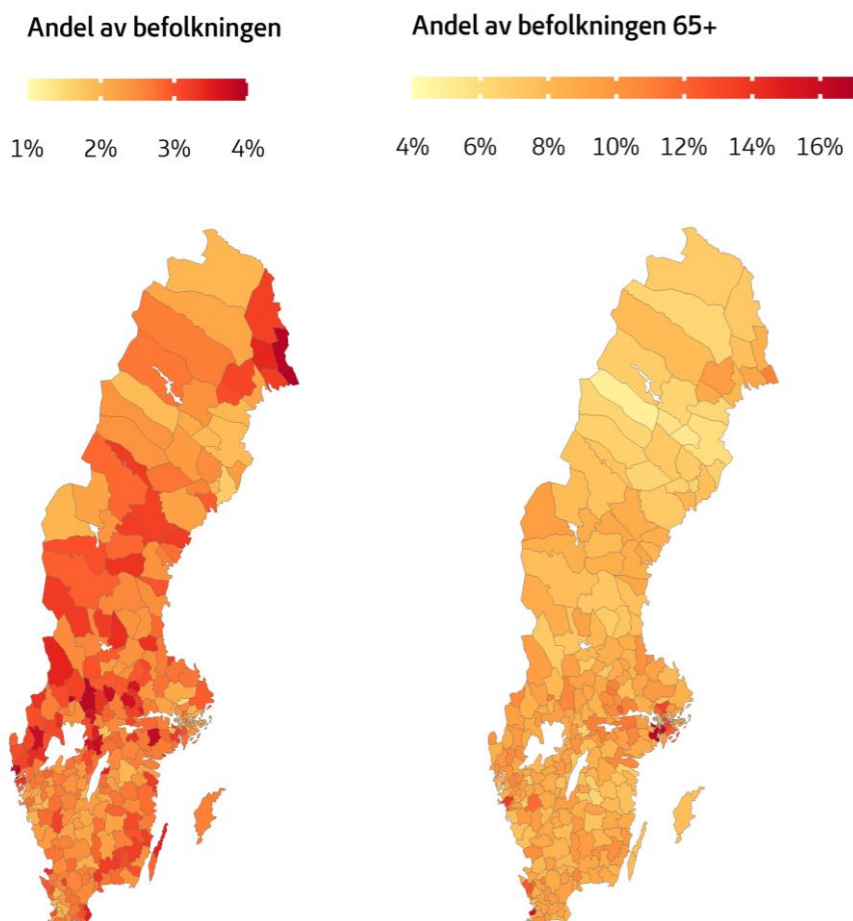 Andel av befolkningen
1% 2% 3% 4%
Andel av befolkningen 65+
4% 6% 8% 10% 12% 14% 16%